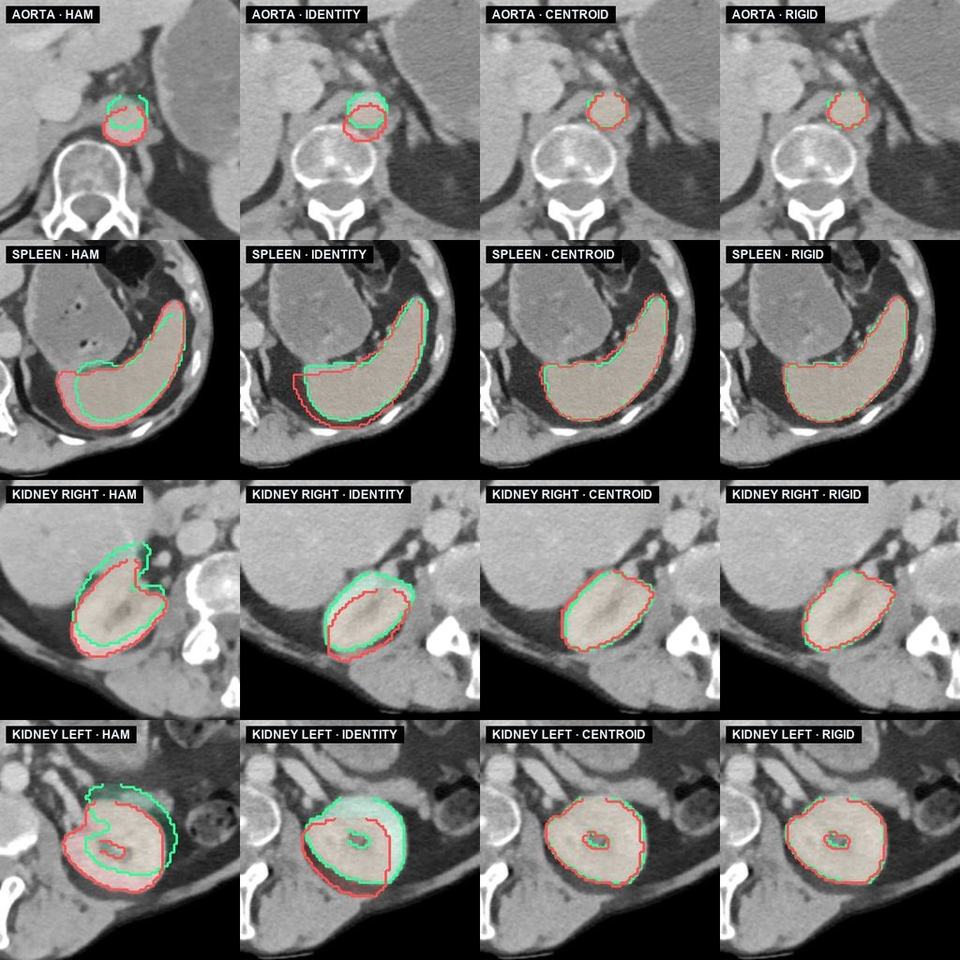 AORTA · HAM
AORTA · IDENTITY
AORTA · CENTROID
AORTA · RIGID
SPLEEN · HAM
SPLEEN · IDENTITY
SPLEEN · CENTROID
SPLEEN · RIGID
KIDNEY RIGHT · HAM
KIDNEY RIGHT · IDENTITY
KIDNEY RIGHT · CENTROID
KIDNEY RIGHT · RIGID
KIDNEY LEFT · HAM
KIDNEY LEFT · IDENTITY
KIDNEY LEFT · CENTROID
KIDNEY LEFT · RIGID